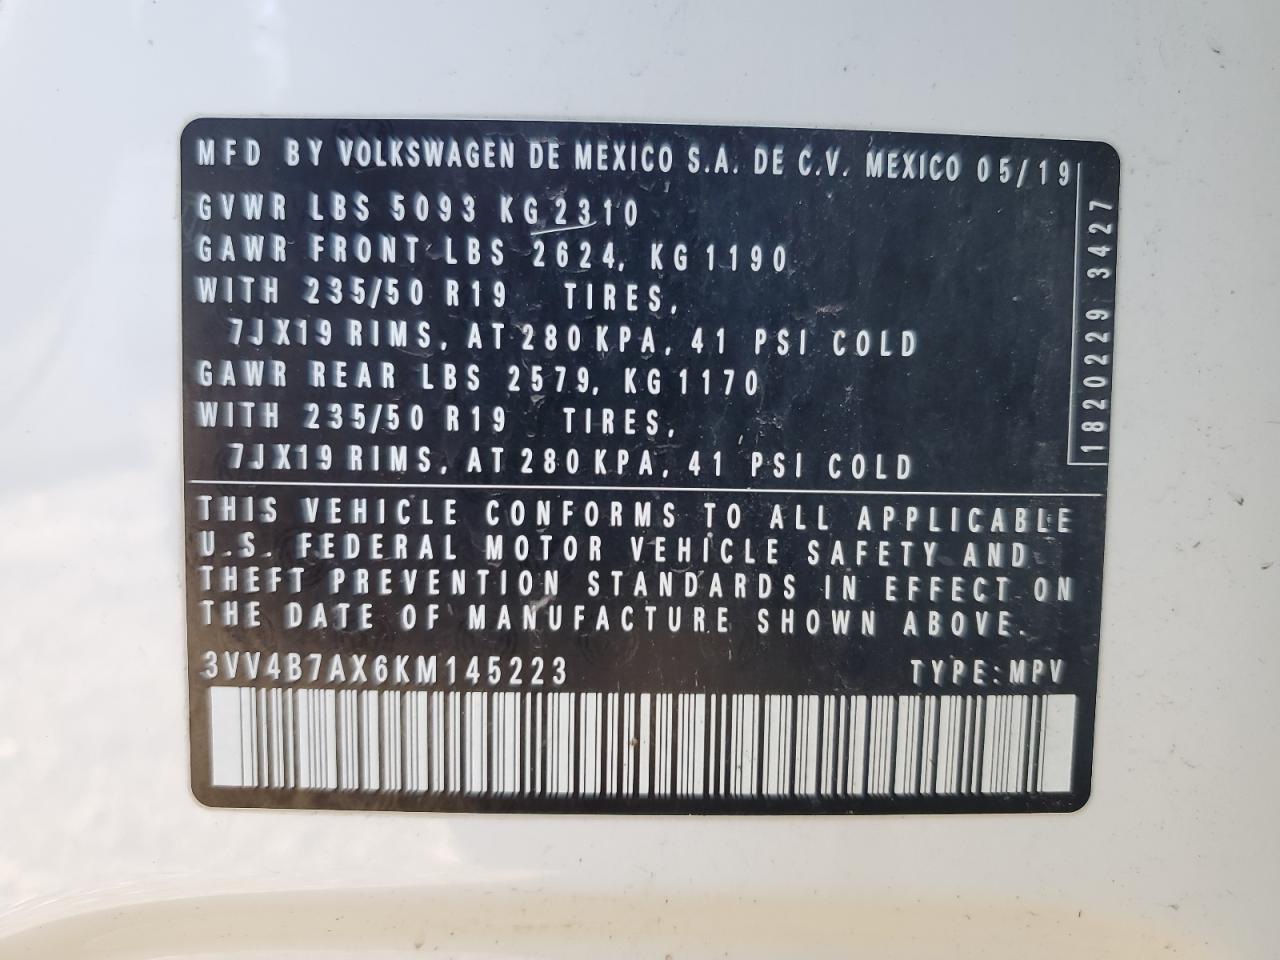 MFD BY VOLKSWAGEN DE MEXICO S.A. DE C.V. MEXICO 05/19
GVWR LBS 5093 KG 2310
GAWR FRONT LBS 2624, KG 1190
WITH 235/50 R19 TIRES,
7JX19 RIMS, AT 280 KPA, 41 PSI COLD
GAWR REAR LBS 2579, KG 1170
WITH 235/50 R19 TIRES,
7JX19 RIMS, AT 280 KPA, 41 PSI COLD
1820229 3427
THIS VEHICLE CONFORMS TO ALL APPLICABLE
U.S. FEDERAL MOTOR VEHICLE SAFETY AND
THEFT PREVENTION STANDARDS IN EFFECT ON
THE DATE OF MANUFACTURE SHOWN ABOVE.
3VV4B7AX6KM145223 TYPE: MPV